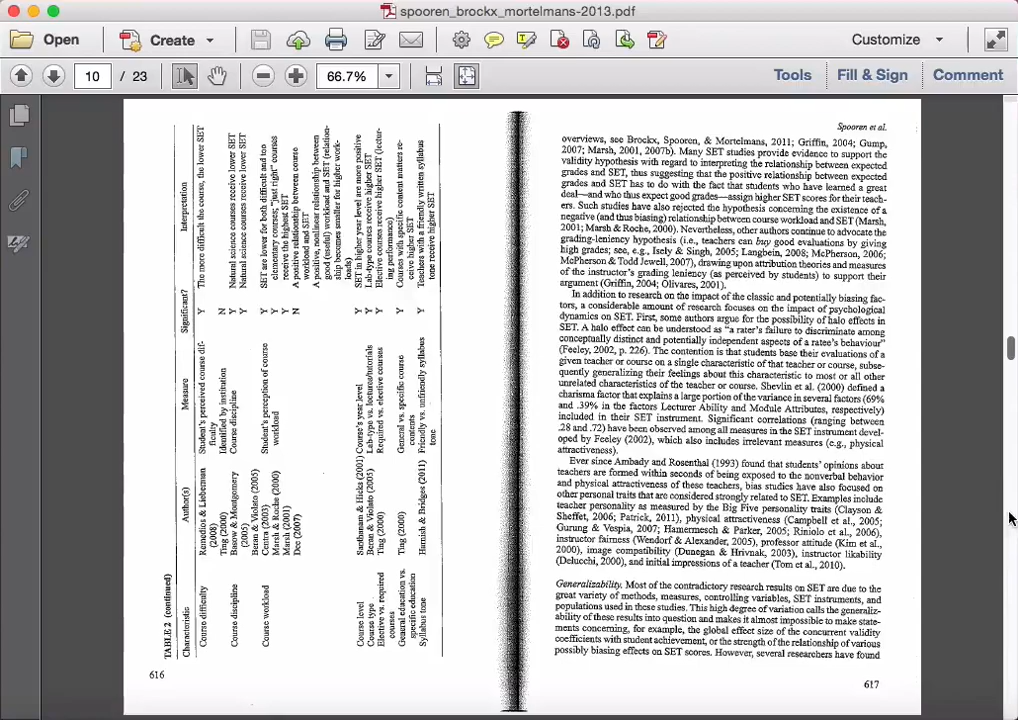 spooren_brockx_mortelmans-2013.pdf
Open
Create
Customize
10 / 23
66.7%
Tools
Fill & Sign
Comment
TABLE 2 (continued)
Characteristic Author(s) Measure Significant? Interpretation
Course difficulty Remedios & Lieberman Student's perceived course dif- Y The more difficult the course, the lower SET
(2008) ficulty
Ting (2000) Identified by institution N
Course discipline Basow & Montgomery Course discipline Y Natural science courses receive lower SET
(2005) Y Natural science courses receive lower SET
Beran & Violato (2005)
Course workload Centra (2003) Student's perception of course Y SET are lower for both difficult and too
Marsh & Roche (2000) workload Y elementary courses; "just right" courses
Marsh (2001) Y receive the highest SET
Dee (2007) N A positive relationship between course
workload and SET
A positive, nonlinear relationship between
good (useful) workload and SET (relation-
ship becomes smaller for higher work-
loads)
Course level Santhanam & Hicks (2001) Course's year level Y SET in higher year level are more positive
Course type Beran & Violato (2005) Lab-type vs. lectures/tutorials Y Lab-type courses receive higher SET
Elective vs. required Ting (2000) Required vs. elective courses Y Elective courses receive higher SET (lectur-
courses ing performance)
General education vs. Ting (2000) General vs. specific course Y Courses with specific content matters re-
specific education contents ceive higher SET
Syllabus tone Harnish & Bridges (2011) Friendly vs. unfriendly syllabus Y Teachers with a friendly written syllabus
tone tone receive higher SET
616
Spooren et al.
overviews, see Brockx, Spooren, & Mortelmans, 2011; Griffin, 2004; Gump,
2007; Marsh, 2001, 2007b). Many SET studies provide evidence to support the
validity hypothesis with regard to interpreting the relationship between expected
grades and SET, thus suggesting that the positive relationship between expected
grades and SET has to do with the fact that students who have learned a great
deal—and who thus expect good grades—assign higher SET scores for their teach-
ers. Such studies have also rejected the hypothesis concerning the existence of a
negative (and thus biasing) relationship between course workload and SET (Marsh,
2001; Marsh & Roche, 2000). Nevertheless, other authors continue to advocate the
grading-leniency hypothesis (i.e., teachers can buy good evaluations by giving
high grades; see, e.g., Isely & Singh, 2005; Langbein, 2008; McPherson, 2006;
McPherson & Todd Jewell, 2007), drawing upon attribution theories and measures
of the instructor's grading leniency (as perceived by students) to support their
argument (Griffin, 2004; Olivares, 2001).
In addition to research on the impact of the classic and potentially biasing fac-
tors, a considerable amount of research focuses on the impact of psychological
dynamics on SET. First, some authors argue for the possibility of halo effects in
SET. A halo effect can be understood as "a rater's failure to discriminate among
conceptually distinct and potentially independent aspects of a ratee's behaviour"
(Feeley, 2002, p. 226). The contention is that students base their evaluations of a
given teacher or course on a single characteristic of that teacher or course, subse-
quently generalizing their feelings about this characteristic to most or all other
unrelated characteristics of the teacher or course. Shevlin et al. (2000) defined a
charisma factor that explains a large portion of the variance in several factors (69%
and .39% in the factors Lecturer Ability and Module Attributes, respectively)
included in their SET instrument. Significant correlations (ranging between
.28 and .72) have been observed among all measures in the SET instrument devel-
oped by Feeley (2002), which also includes irrelevant measures (e.g., physical
attractiveness).
Ever since Ambady and Rosenthal (1993) found that students' opinions about
teachers are formed within seconds of being exposed to the nonverbal behavior
and physical attractiveness of these teachers, bias studies have also focused on
other personal traits that are considered strongly related to SET. Examples include
teacher personality as measured by the Big Five personality traits (Clayson &
Sheffet, 2006; Patrick, 2011), physical attractiveness (Campbell et al., 2005;
Gurung & Vespia, 2007; Hamermesch & Parker, 2005; Riniolo et al., 2006),
instructor fairness (Wendorf & Alexander, 2005), professor attitude (Kim et al.,
2000), image compatibility (Dunegan & Hrivnak, 2003), instructor likability
(Delucchi, 2000), and initial impressions of a teacher (Tom et al., 2010).
Generalizability. Most of the contradictory research results on SET are due to the
great variety of methods, measures, controlling variables, SET instruments, and
populations used in these studies. This high degree of variation calls the generaliz-
ability of these results into question and makes it almost impossible to make state-
ments concerning, for example, the global effect size of the concurrent validity
coefficients with student achievement, or the strength of the relationship of various
possibly biasing effects on SET scores. However, several researchers have found
617